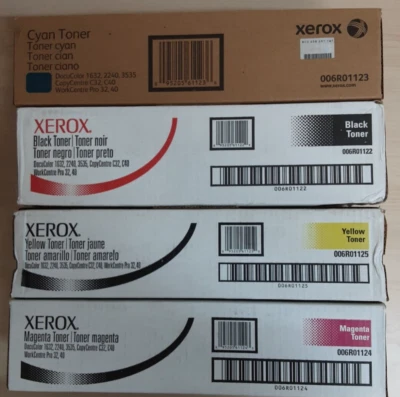 Cyan Toner
Toner cyan
Toner cian
Toner ciano
DocuColor 1632, 2240, 3535
CopyCentre C32, C40
WorkCentre Pro 32, 40
xerox
006R01123
www.xerox.com
XEROX
Black Toner | Toner noir
Toner negro | Toner preto
DocuColor 1632, 2240, 3535, CopyCentre C32, C40
WorkCentre Pro 32, 40
Black
Toner
006R01122
006R01122
XEROX.
Yellow Toner | Toner jaune
Toner amarillo | Toner amarelo
DocuColor 1632, 2240, 3535, CopyCentre C32, C40, WorkCentre Pro 32, 40
Yellow
Toner
006R01125
006R01125
XEROX.
Magenta Toner | Toner magenta
DocuColor 1632, 2240, 3535, CopyCentre C32, C40
WorkCentre Pro 32, 40
Magenta
Toner
006R01124
006R01124